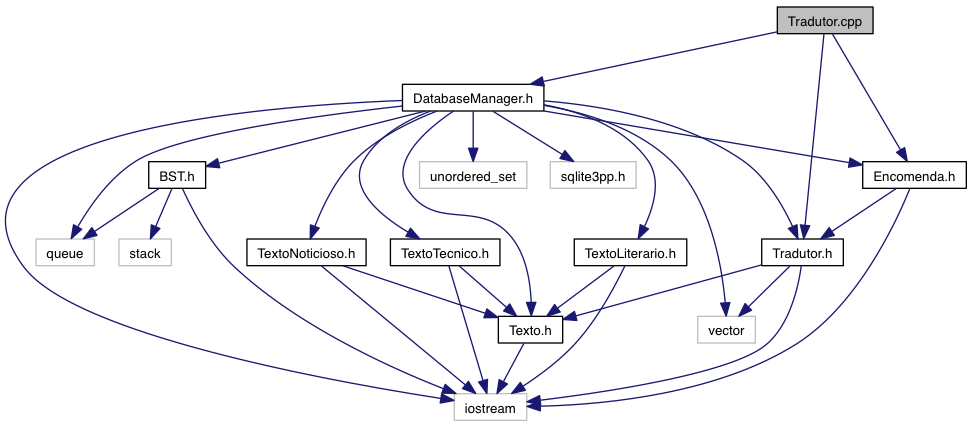 Tradutor.cpp
DatabaseManager.h
BST.h
unordered_set
sqlite3pp.h
Encomenda.h
queue
stack
TextoNoticioso.h
TextoTecnico.h
TextoLiterario.h
Tradutor.h
Texto.h
vector
iostream